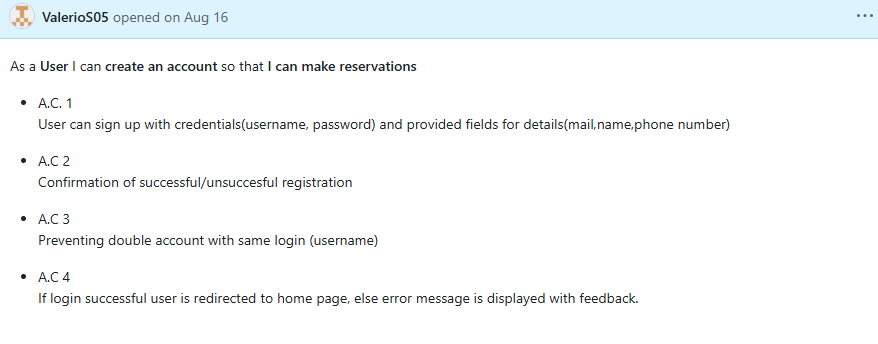 ValerioS05 opened on Aug 16
As a User I can create an account so that I can make reservations
A.C. 1
User can sign up with credentials(username, password) and provided fields for details(mail,name,phone number)
A.C 2
Confirmation of successful/unsuccesful registration
A.C 3
Preventing double account with same login (username)
A.C 4
If login successful user is redirected to home page, else error message is displayed with feedback.